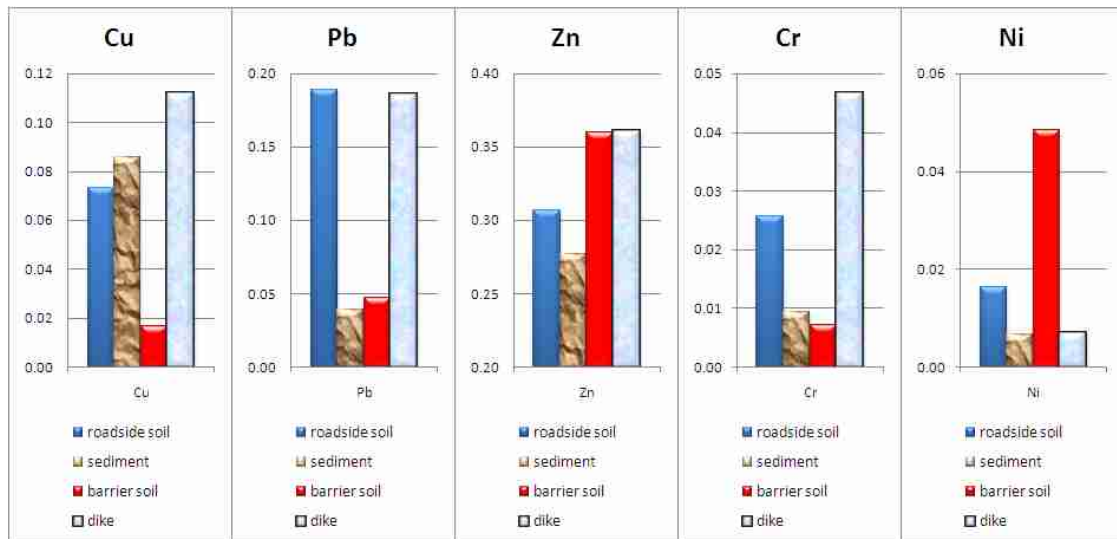 Cu
0.12
0.10
0.08
0.06
0.04
0.02
0.00
Cu
roadside soil
sediment
barrier soil
dike
Pb
0.20
0.15
0.10
0.05
0.00
Pb
roadside soil
sediment
barrier soil
dike
Zn
0.40
0.35
0.30
0.25
0.20
Zn
roadside soil
sediment
barrier soil
dike
Cr
0.05
0.04
0.03
0.02
0.01
0.00
Cr
roadside soil
sediment
barrier soil
dike
Ni
0.06
0.04
0.02
0.00
Ni
roadside soil
sediment
barrier soil
dike